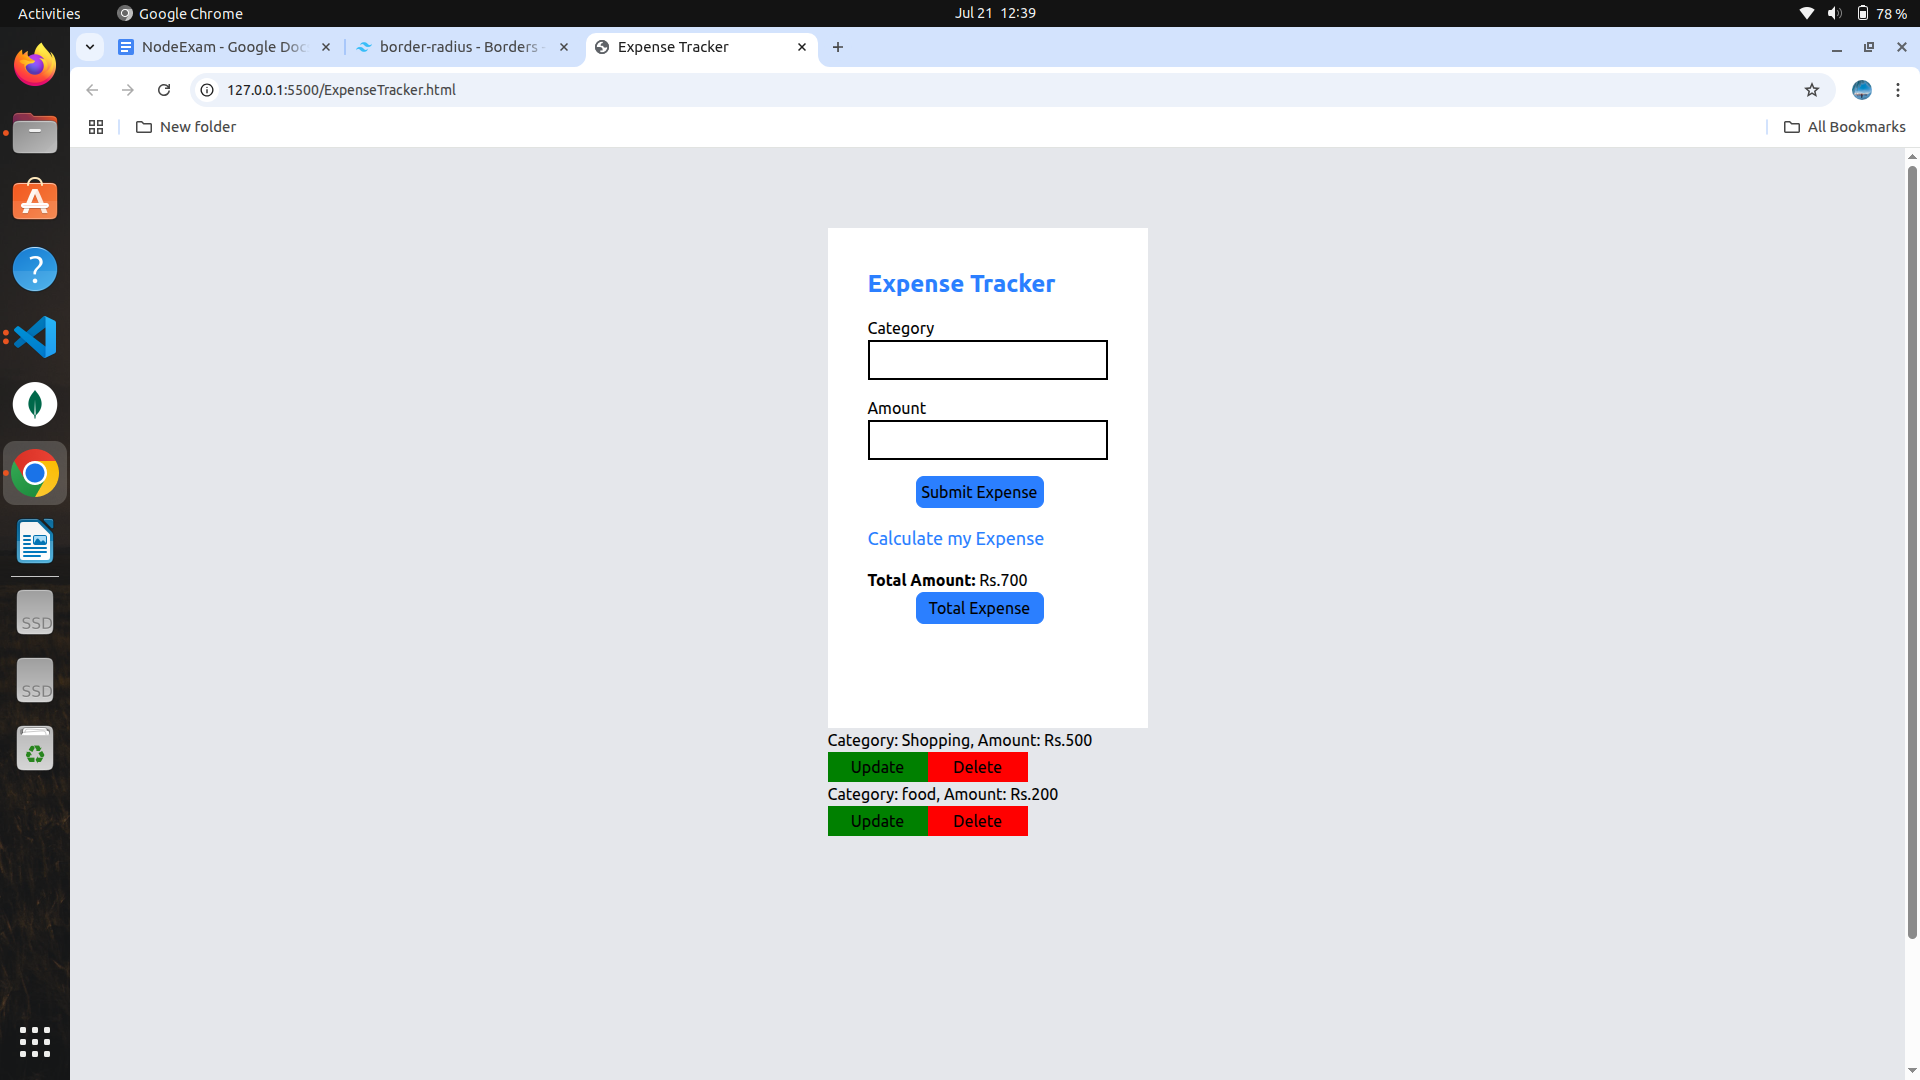 Activities
Google Chrome
Jul 21 12:39
78 %
NodeExam - Google Doc
border-radius - Borders -
Expense Tracker
127.0.0.1:5500/ExpenseTracker.html
New folder
All Bookmarks
Expense Tracker
Category
Amount
Submit Expense
Calculate my Expense
Total Amount: Rs.700
Total Expense
Category: Shopping, Amount: Rs.500
Update
Delete
Category: food, Amount: Rs.200
Update
Delete
SSD
SSD